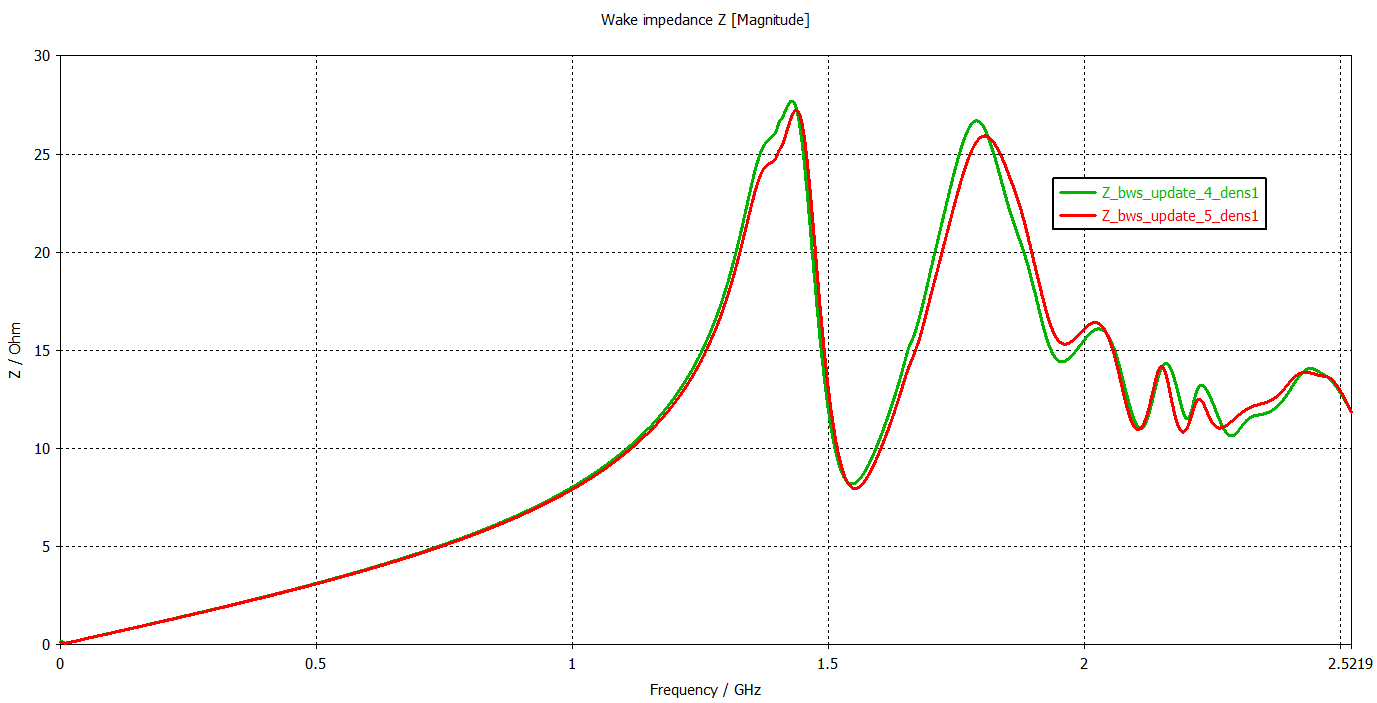 Wake impedance Z [Magnitude]
30
25
20
15
10
5
0
Z / Ohm
Z_bws_update_4_dens1
Z_bws_update_5_dens1
0 0.5 1 1.5 2 2.5219
Frequency / GHz